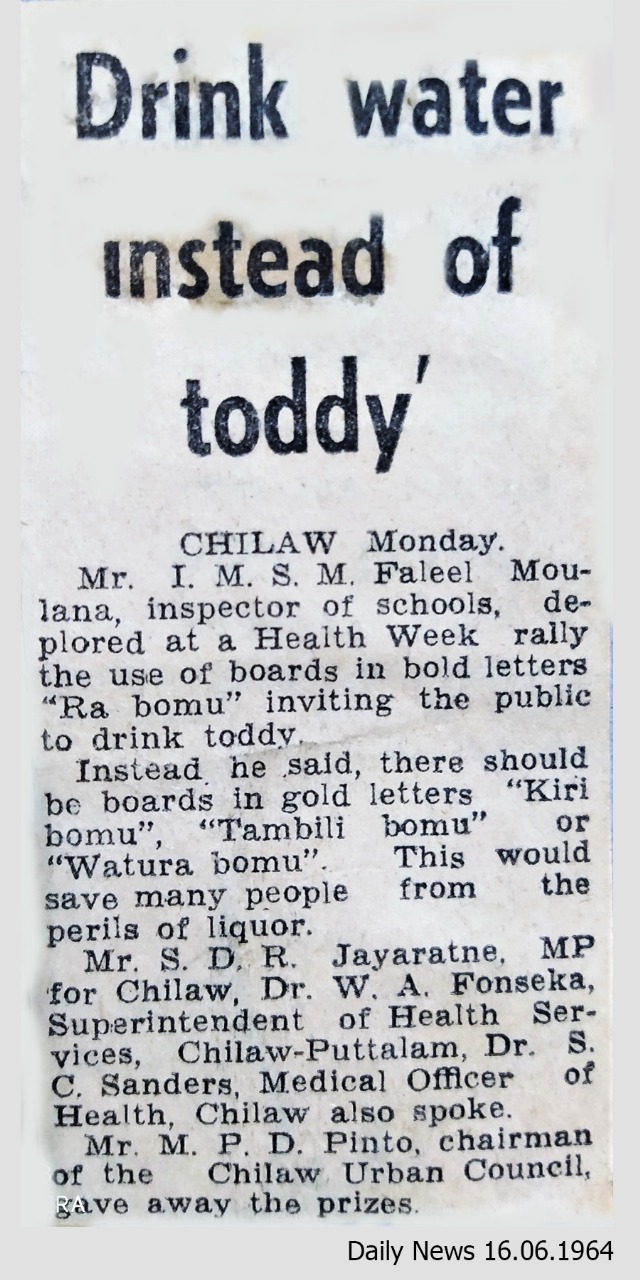 Drink water
instead of
toddy'
CHILAW Monday.
Mr. I. M. S. M. Faleel Mou-
lana, inspector of schools, de-
plored at a Health Week rally
the use of boards in bold letters
“Ra bomu” inviting the public
to drink toddy.
Instead he said, there should
be boards in gold letters “Kiri
bomu”, “Tambili bomu” or
“Watura bomu”. This would
save many people from the
perils of liquor.
Mr. S. D. R. Jayaratne, MP
for Chilaw, Dr. W. A. Fonseka,
Superintendent of Health Ser-
vices, Chilaw-Puttalam, Dr. S.
C. Sanders, Medical Officer of
Health, Chilaw also spoke.
Mr. M. P. D. Pinto, chairman
of the Chilaw Urban Council,
gave away the prizes.
RA
Daily News 16.06.1964